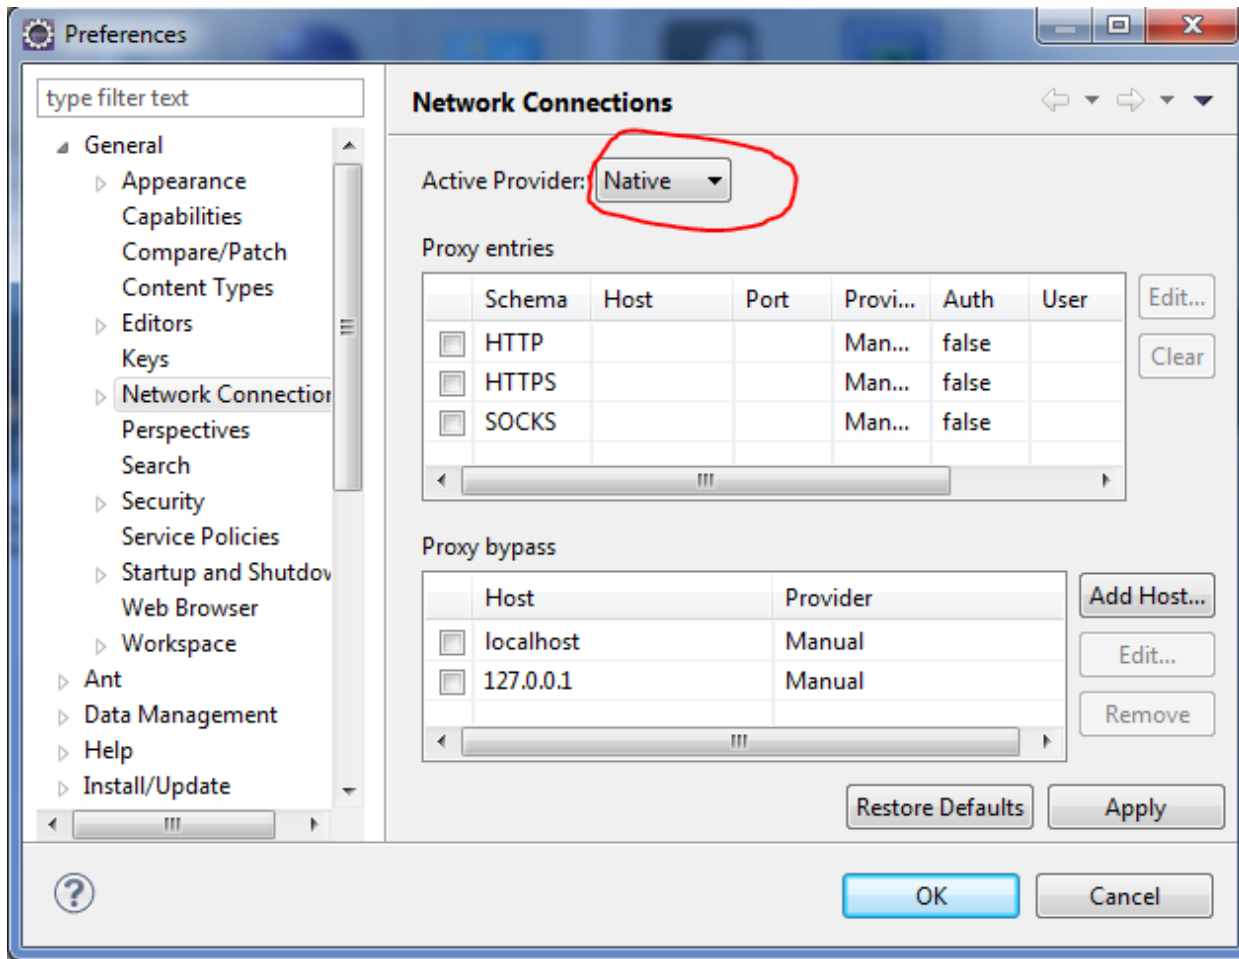 Preferences
type filter text
General
Appearance
Capabilities
Compare/Patch
Content Types
Editors
Keys
Network Connection
Perspectives
Search
Security
Service Policies
Startup and Shutdow
Web Browser
Workspace
Ant
Data Management
Help
Install/Update
Network Connections
Active Provider: Native
Proxy entries
Schema Host Port Provi... Auth User
HTTP Man... false
HTTPS Man... false
SOCKS Man... false
Edit...
Clear
Proxy bypass
Host Provider
localhost Manual
127.0.0.1 Manual
Add Host...
Edit...
Remove
Restore Defaults Apply
OK Cancel